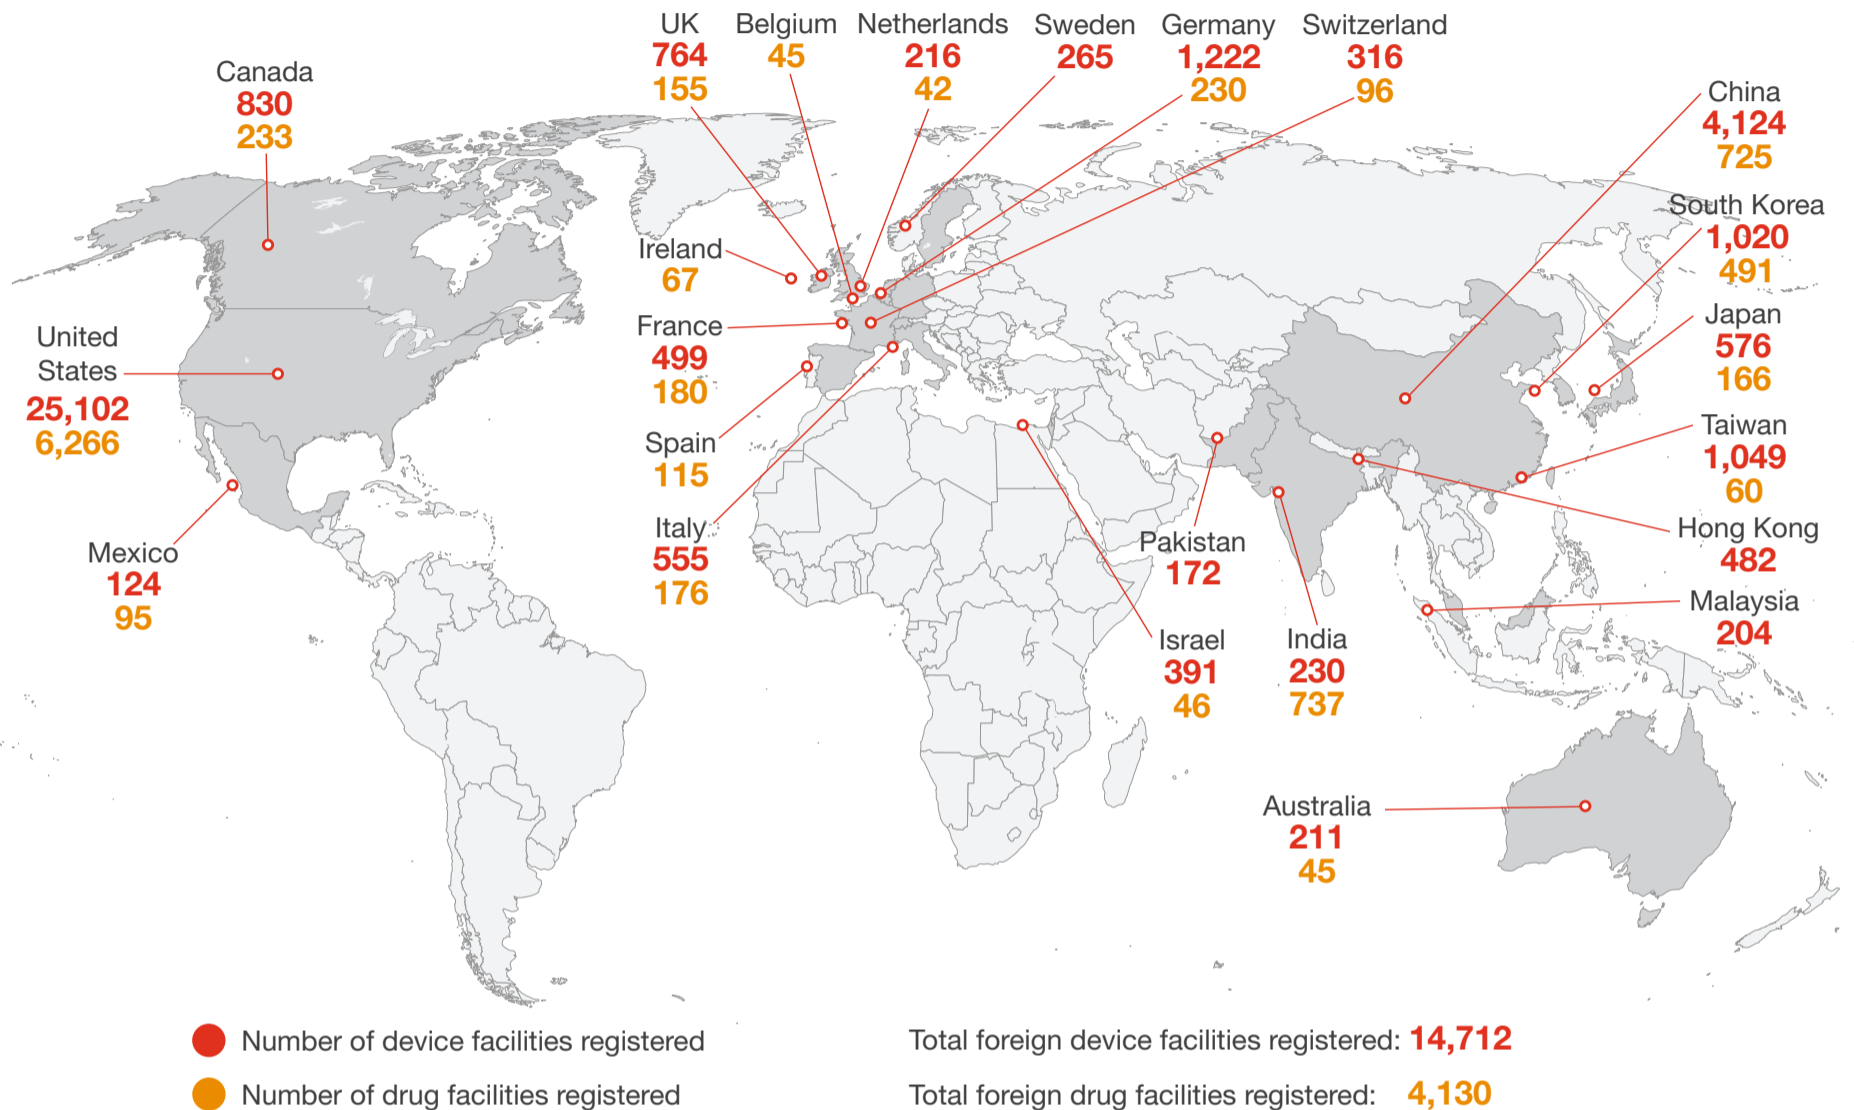 UK
764
155
Belgium
45
Netherlands
216
42
Sweden
265
Germany
1,222
230
Switzerland
316
96
Canada
830
233
China
4,124
725
South Korea
1,020
491
Ireland
67
Japan
576
166
France
499
180
United
States
25,102
6,266
Taiwan
1,049
60
Spain
115
Hong Kong
482
Italy
555
176
Pakistan
172
Mexico
124
95
Malaysia
204
Israel
391
46
India
230
737
Australia
211
45
Number of device facilities registered
Total foreign device facilities registered: 14,712
Number of drug facilities registered
Total foreign drug facilities registered: 4,130